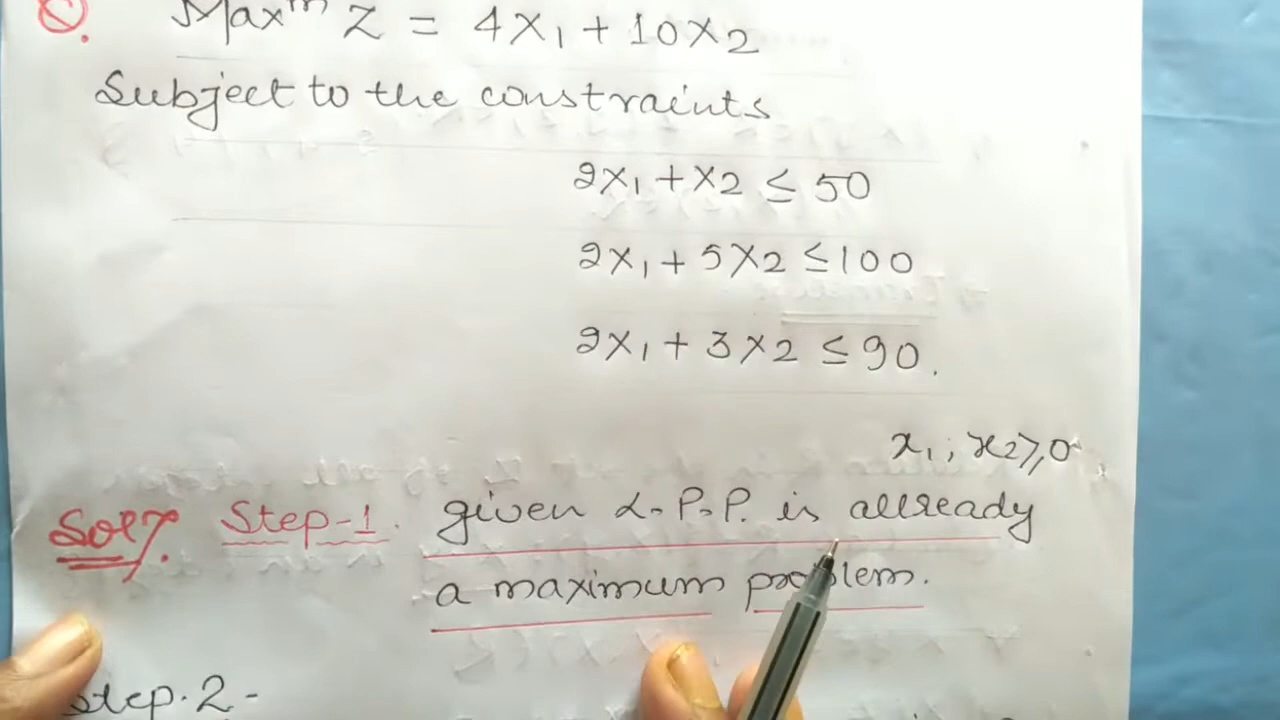 Q. Maxᵐ Z = 4X₁ + 10X₂
Subject to the constraints
2X₁ + X₂ ≤ 50
2X₁ + 5X₂ ≤ 100
2X₁ + 3X₂ ≤ 90.
x₁, x₂ ≥ 0
Solⁿ. Step-1. given L.P.P. is allready
a maximum problem.
Step.2-